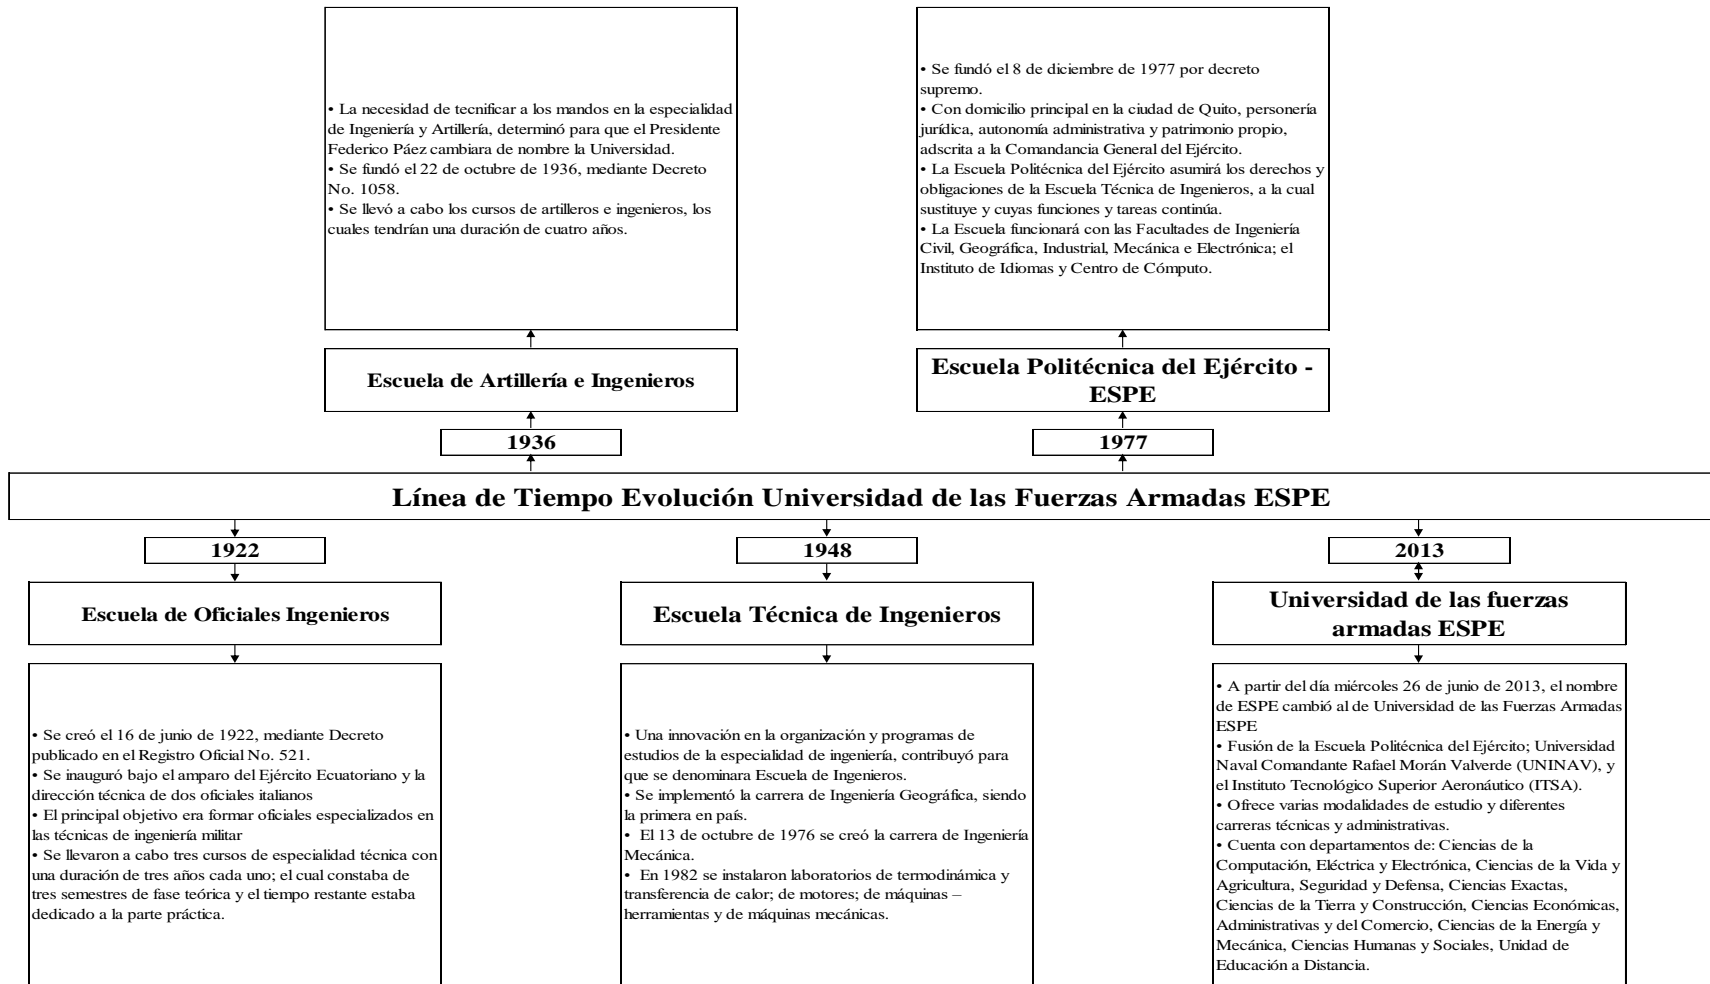 • La necesidad de tecnificar a los mandos en la especialidad
de Ingeniería y Artillería, determinó para que el Presidente
Federico Páez cambiara de nombre la Universidad.
• Se fundó el 22 de octubre de 1936, mediante Decreto
No. 1058.
• Se llevó a cabo los cursos de artilleros e ingenieros, los
cuales tendrían una duración de cuatro años.
• Se fundó el 8 de diciembre de 1977 por decreto
supremo.
• Con domicilio principal en la ciudad de Quito, personería
jurídica, autonomía administrativa y patrimonio propio,
adscrita a la Comandancia General del Ejército.
• La Escuela Politécnica del Ejército asumirá los derechos y
obligaciones de la Escuela Técnica de Ingenieros, a la cual
sustituye y cuyas funciones y tareas continúa.
• La Escuela funcionará con las Facultades de Ingeniería
Civil, Geográfica, Industrial, Mecánica e Electrónica; el
Instituto de Idiomas y Centro de Cómputo.
Escuela de Artillería e Ingenieros
Escuela Politécnica del Ejército -
ESPE
1936
1977
Línea de Tiempo Evolución Universidad de las Fuerzas Armadas ESPE
1922
1948
2013
Escuela de Oficiales Ingenieros
Escuela Técnica de Ingenieros
Universidad de las fuerzas
armadas ESPE
• Se creó el 16 de junio de 1922, mediante Decreto
publicado en el Registro Oficial No. 521.
• Se inauguró bajo el amparo del Ejército Ecuatoriano y la
dirección técnica de dos oficiales italianos
• El principal objetivo era formar oficiales especializados en
las técnicas de ingeniería militar
• Se llevaron a cabo tres cursos de especialidad técnica con
una duración de tres años cada uno; el cual constaba de
tres semestres de fase teórica y el tiempo restante estaba
dedicado a la parte práctica.
• Una innovación en la organización y programas de
estudios de la especialidad de ingeniería, contribuyó para
que se denominara Escuela de Ingenieros.
• Se implementó la carrera de Ingeniería Geográfica, siendo
la primera en país.
• El 13 de octubre de 1976 se creó la carrera de Ingeniería
Mecánica.
• En 1982 se instalaron laboratorios de termodinámica y
transferencia de calor; de motores; de máquinas –
herramientas y de máquinas mecánicas.
• A partir del día miércoles 26 de junio de 2013, el nombre
de ESPE cambió al de Universidad de las Fuerzas Armadas
ESPE
• Fusión de la Escuela Politécnica del Ejército; Universidad
Naval Comandante Rafael Morán Valverde (UNINAV), y
el Instituto Tecnológico Superior Aeronáutico (ITSA).
• Ofrece varias modalidades de estudio y diferentes
carreras técnicas y administrativas.
• Cuenta con departamentos de: Ciencias de la
Computación, Eléctrica y Electrónica, Ciencias de la Vida y
Agricultura, Seguridad y Defensa, Ciencias Exactas,
Ciencias de la Tierra y Construcción, Ciencias Económicas,
Administrativas y del Comercio, Ciencias de la Energía y
Mecánica, Ciencias Humanas y Sociales, Unidad de
Educación a Distancia.